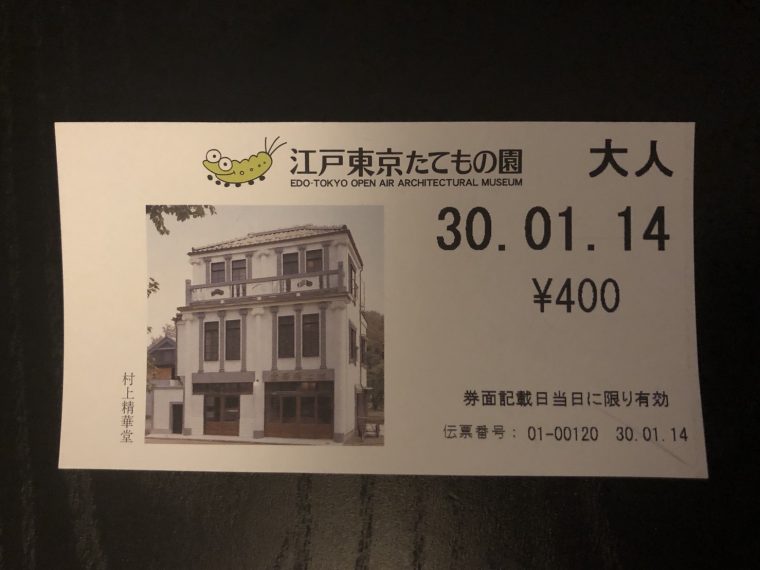 江戸東京たてもの園
EDO-TOKYO OPEN AIR ARCHITECTURAL MUSEUM
大人
30.01.14
¥400
村上精華堂
券面記載日当日に限り有効
伝票番号: 01-00120 30.01.14